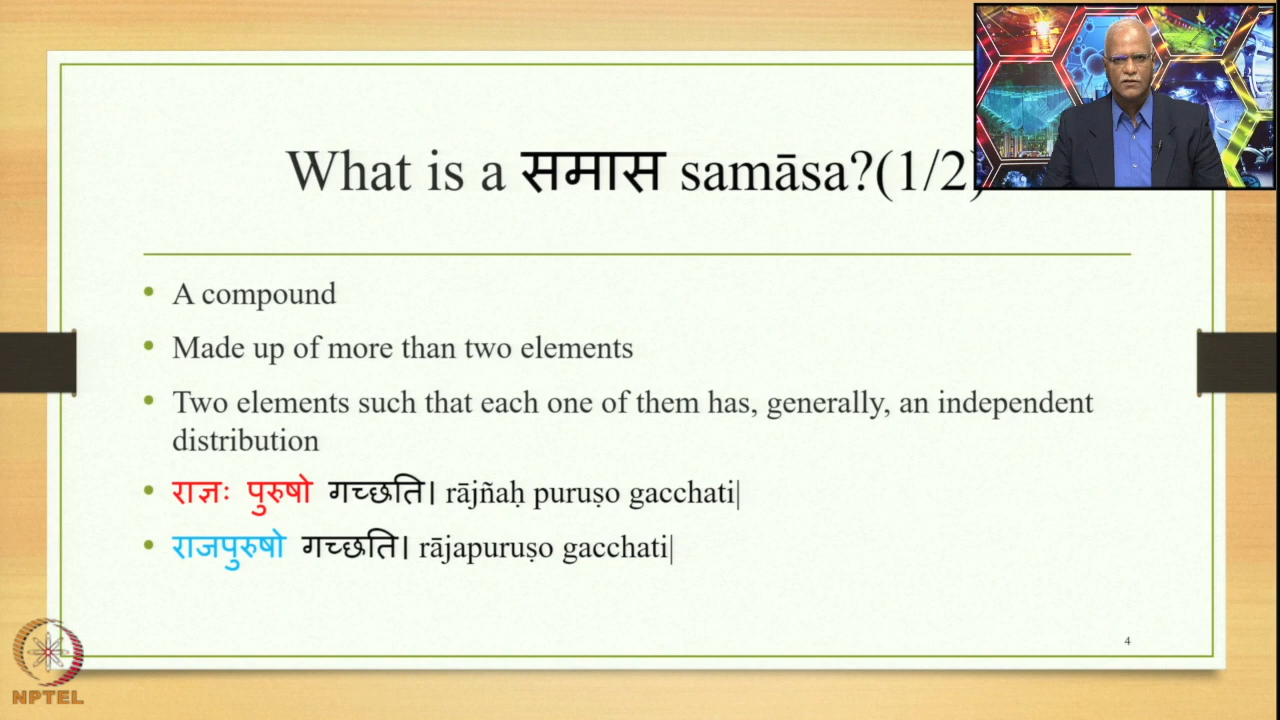 What is a समास samāsa?(1/2)
• A compound
• Made up of more than two elements
• Two elements such that each one of them has, generally, an independent
distribution
• राज्ञः पुरुषो गच्छति। rājñaḥ puruṣo gacchati|
• राजपुरुषो गच्छति। rājapuruṣo gacchati|
4
NPTEL